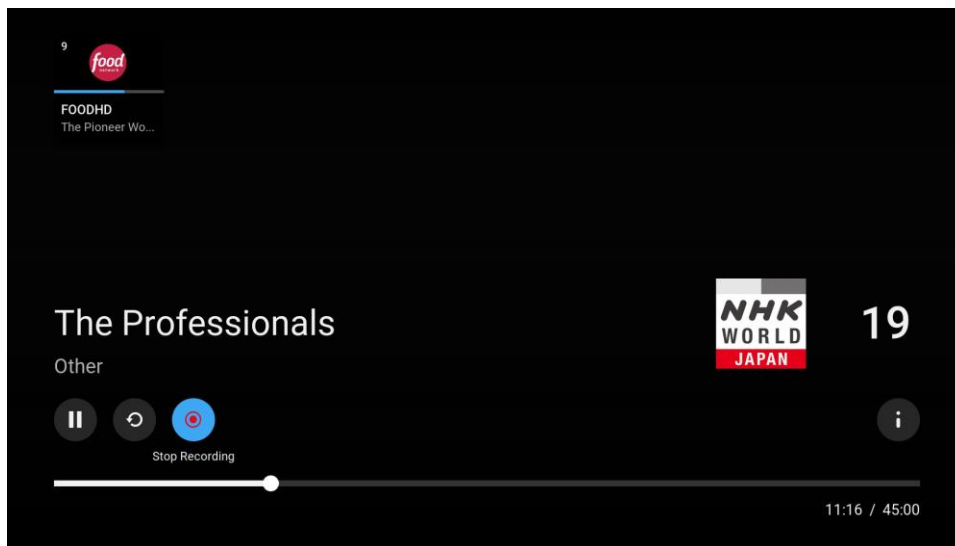 9
food
network
FOODHD
The Pioneer Wo...
The Professionals
NHK
WORLD
JAPAN
19
Other
Stop Recording
11:16 / 45:00